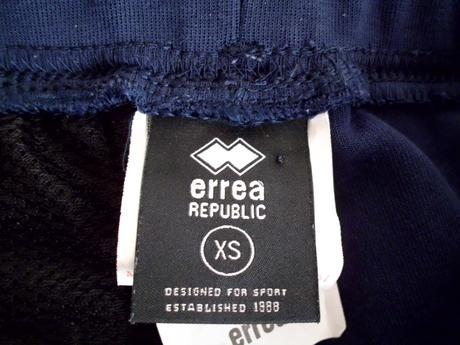 errea
REPUBLIC
XS
DESIGNED FOR SPORT
ESTABLISHED 1988
errea